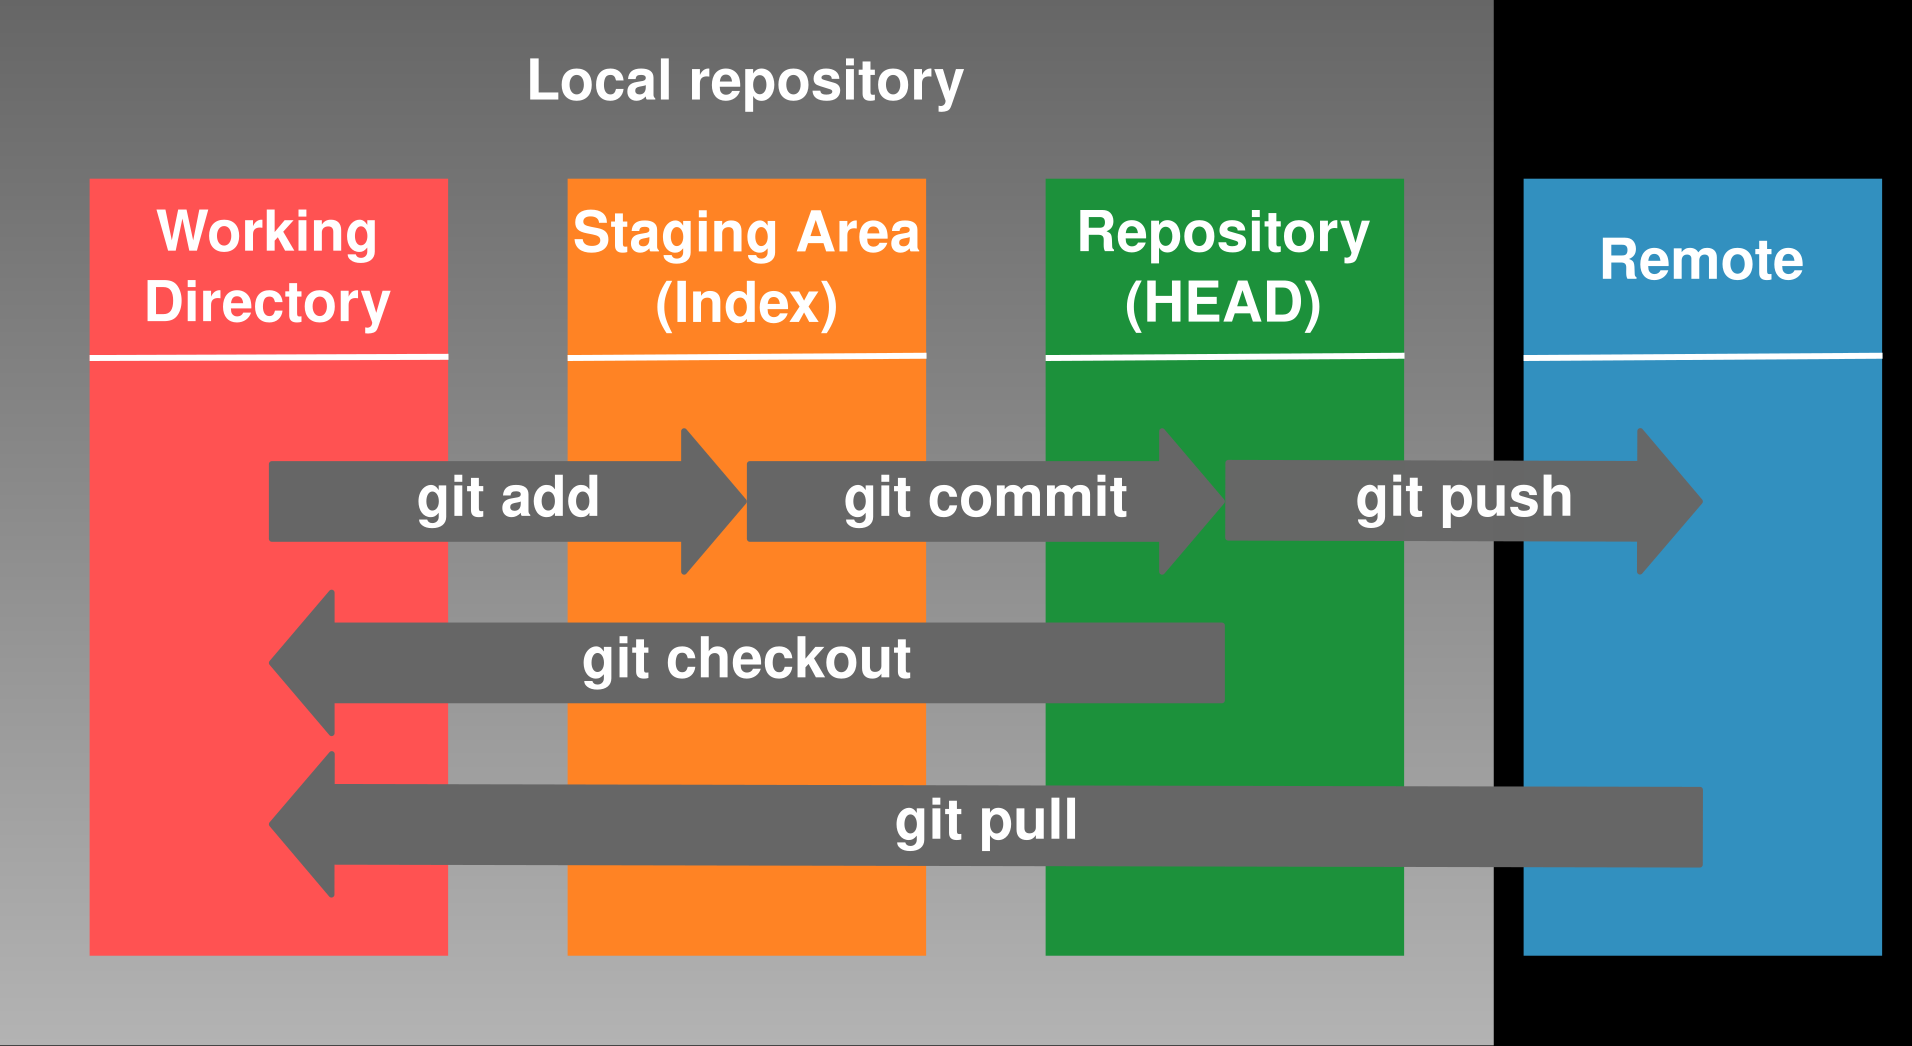 Local repository
Working
Directory
Staging Area
(Index)
Repository
(HEAD)
Remote
git add
git commit
git push
git checkout
git pull